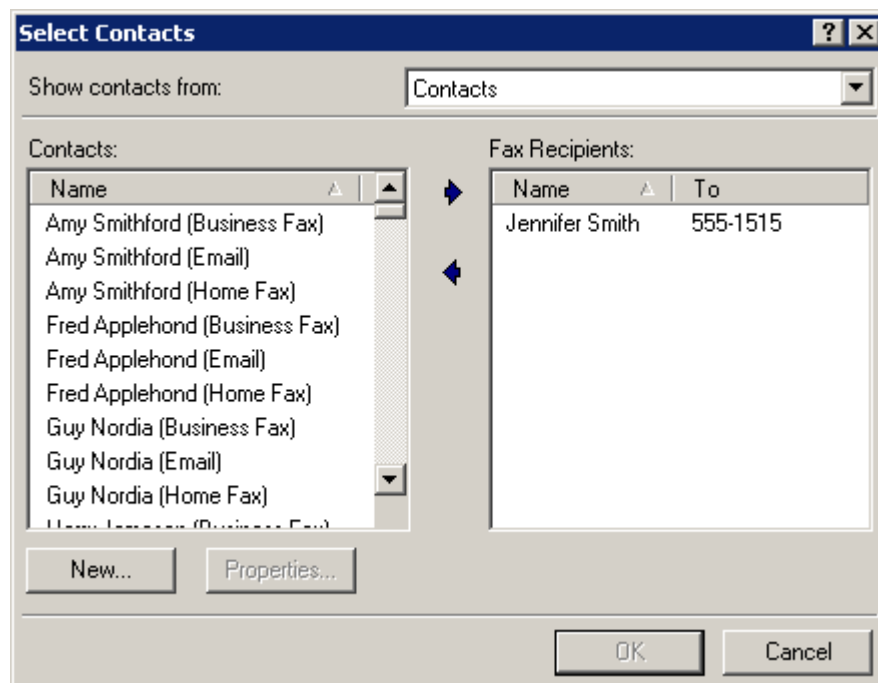 Select Contacts
Show contacts from: Contacts
Contacts: Fax Recipients:
Name Name To
Amy Smithford (Business Fax) Jennifer Smith 555-1515
Amy Smithford (Email)
Amy Smithford (Home Fax)
Fred Applehond (Business Fax)
Fred Applehond (Email)
Fred Applehond (Home Fax)
Guy Nordia (Business Fax)
Guy Nordia (Email)
Guy Nordia (Home Fax)
New... Properties...
OK Cancel